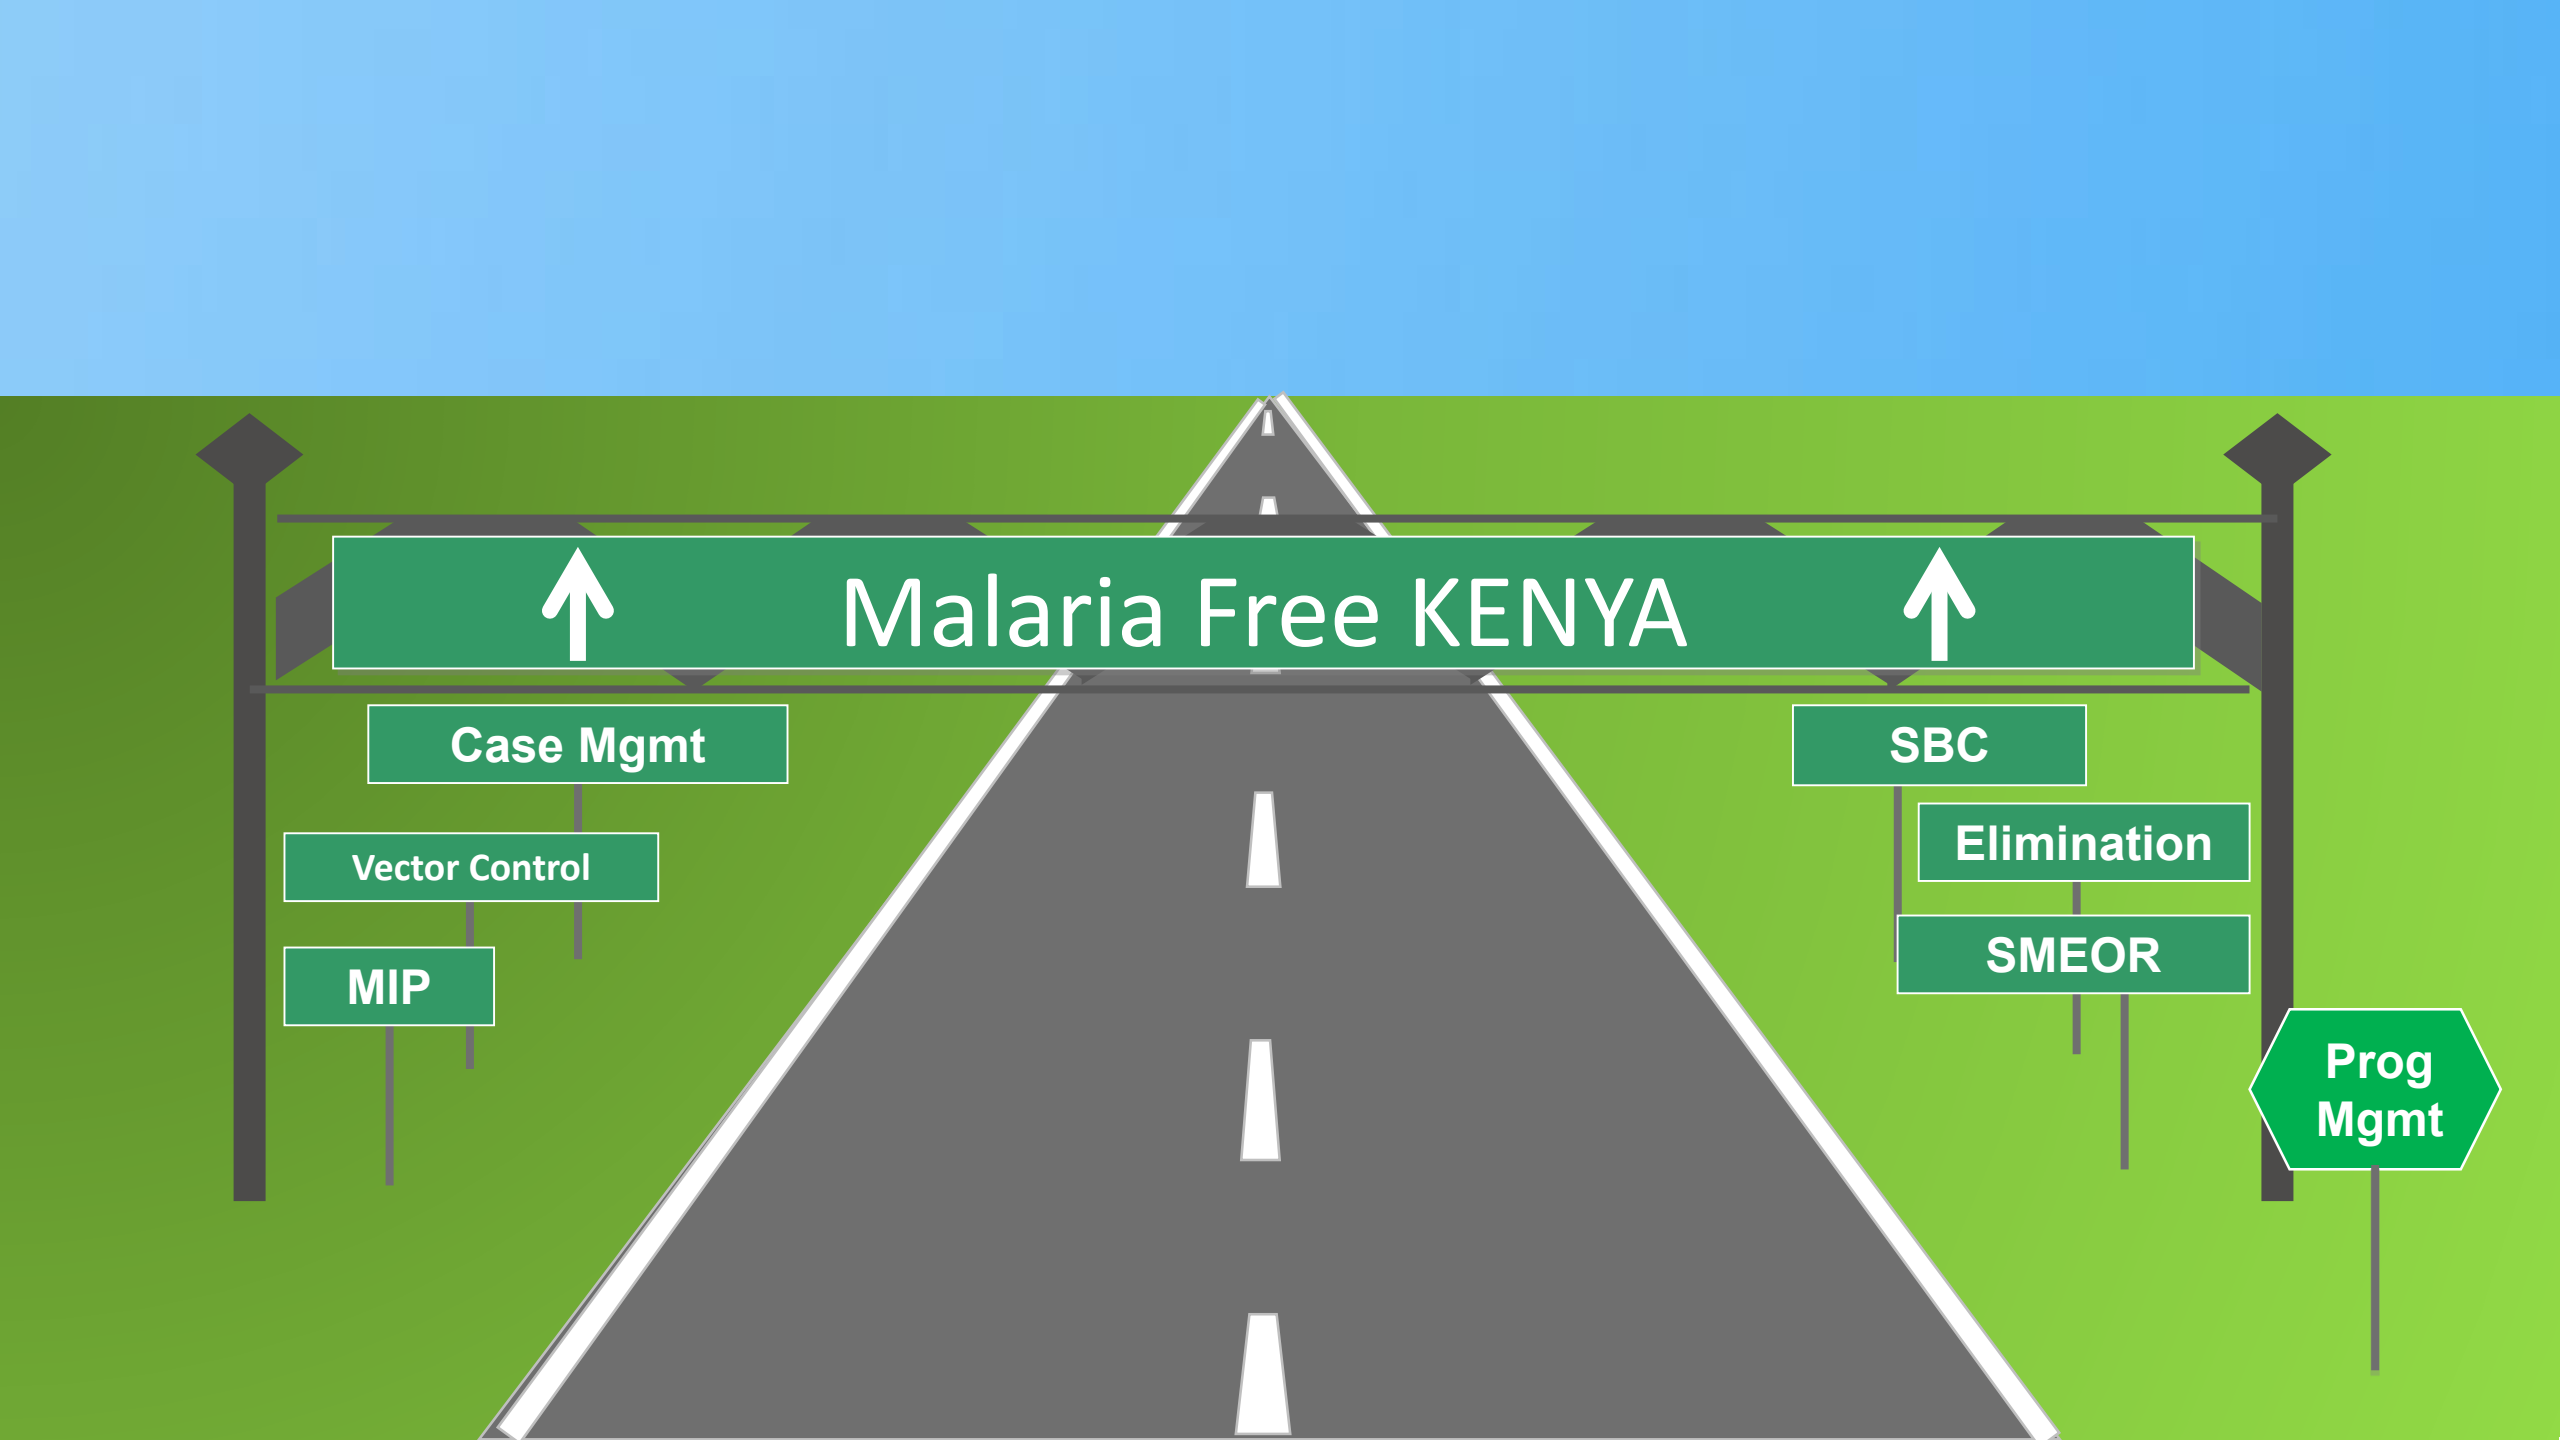 Malaria Free KENYA
Case Mgmt
Vector Control
MIP
SBC
Elimination
SMEOR
Prog
Mgmt